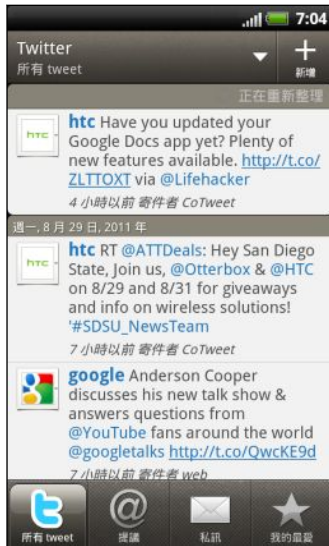 7:04
Twitter
所有 tweet
新增
正在重新整理
htc Have you updated your
Google Docs app yet? Plenty of
new features available. http://t.co/
ZLTTOXT via @Lifehacker
4 小時以前 寄件者 CoTweet
週一, 8 月 29 日, 2011 年
htc RT @ATTDeals: Hey San Diego
State, Join us, @Otterbox & @HTC
on 8/29 and 8/31 for giveaways
and info on wireless solutions!
'#SDSU_NewsTeam
7 小時以前 寄件者 CoTweet
google Anderson Cooper
discusses his new talk show &
answers questions from
@YouTube fans around the world
@googletalks http://t.co/QwcKE9d
7 小時以前 寄件者 web
所有 tweet
提議
私訊
我的最愛